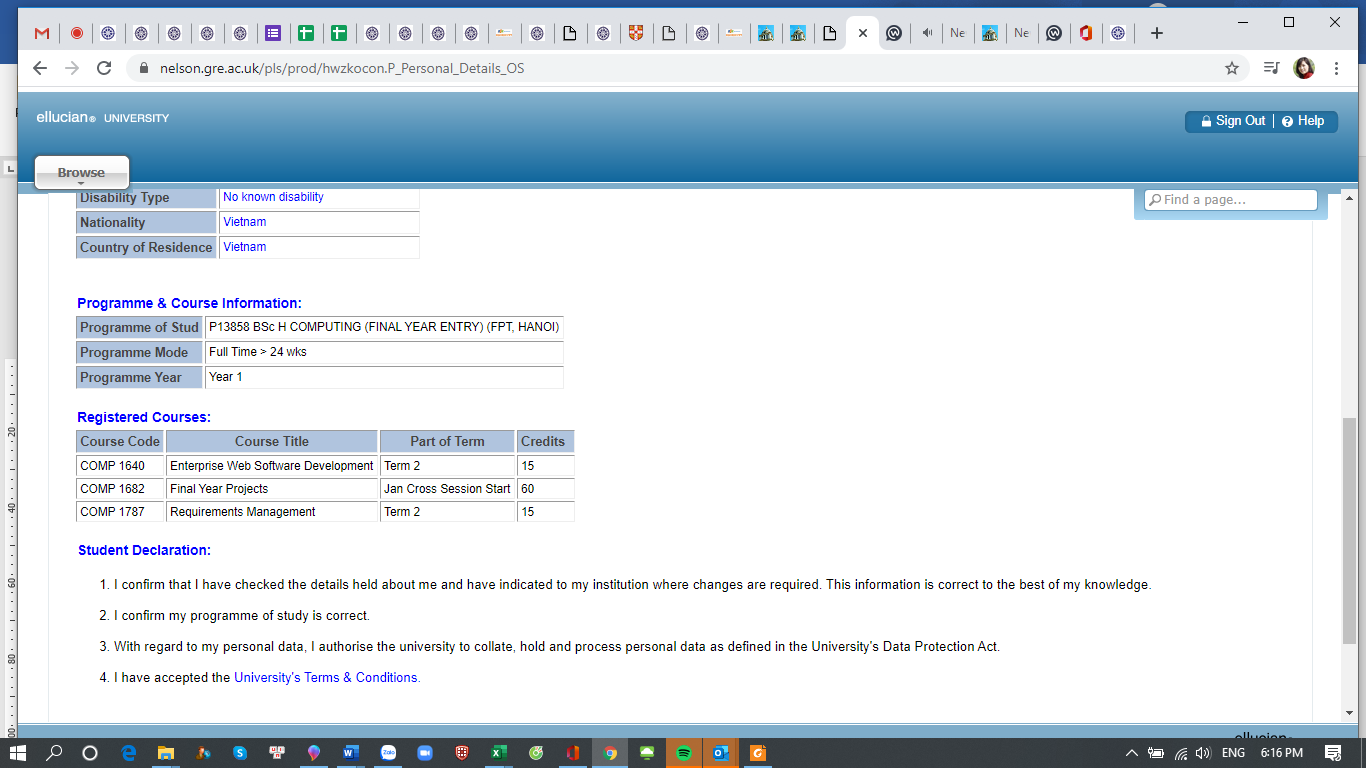 Ne
Ne
nelson.gre.ac.uk/pls/prod/hwzkocon.P_Personal_Details_OS
ellucian® UNIVERSITY
Sign Out | Help
Browse
Find a page...
Disability Type No known disability
Nationality Vietnam
Country of Residence Vietnam
Programme & Course Information:
Programme of Stud P13858 BSc H COMPUTING (FINAL YEAR ENTRY) (FPT, HANOI)
Programme Mode Full Time > 24 wks
Programme Year Year 1
Registered Courses:
Course Code Course Title Part of Term Credits
COMP 1640 Enterprise Web Software Development Term 2 15
COMP 1682 Final Year Projects Jan Cross Session Start 60
COMP 1787 Requirements Management Term 2 15
Student Declaration:
1. I confirm that I have checked the details held about me and have indicated to my institution where changes are required. This information is correct to the best of my knowledge.
2. I confirm my programme of study is correct.
3. With regard to my personal data, I authorise the university to collate, hold and process personal data as defined in the University's Data Protection Act.
4. I have accepted the University's Terms & Conditions.
ENG 6:16 PM